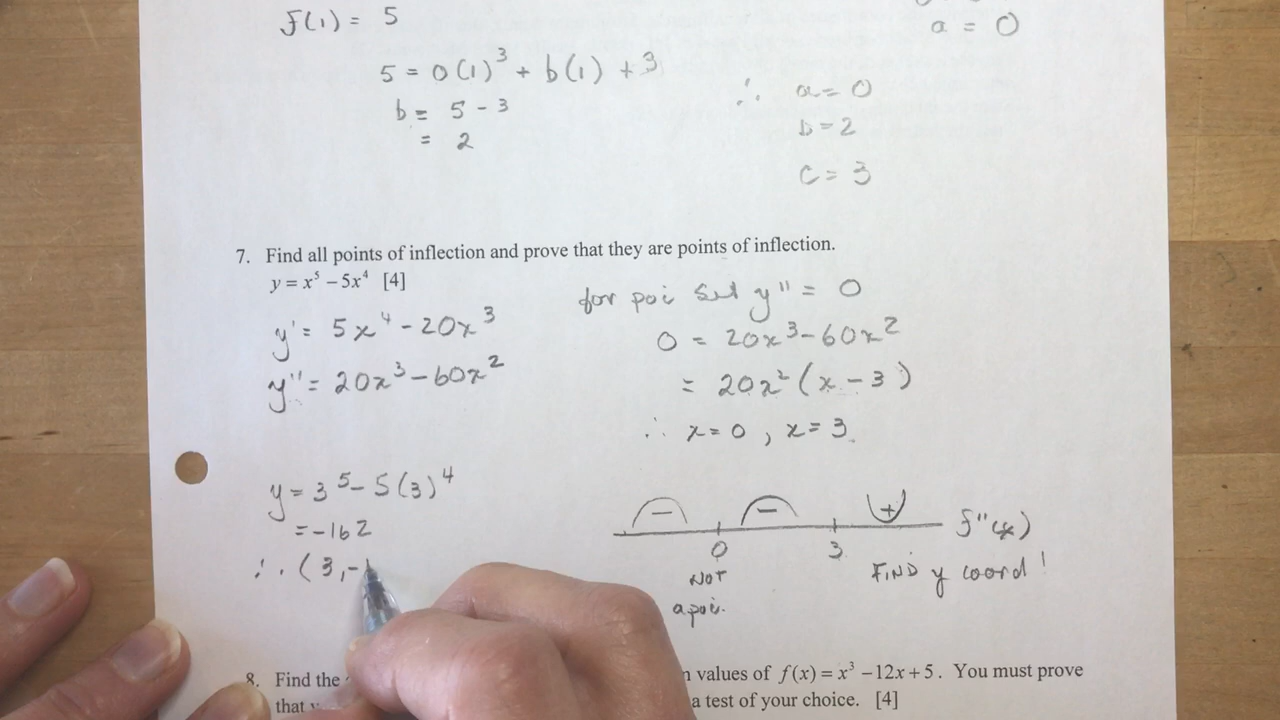 f(1) = 5
a = 0
5 = 0(1)³ + b(1) + 3
b = 5 - 3
= 2
∴ a = 0
b = 2
c = 3
7. Find all points of inflection and prove that they are points of inflection.
y = x⁵ – 5x⁴ [4]
y' = 5x⁴ - 20x³
y'' = 20x³ - 60x²
for poi set y'' = 0
0 = 20x³ - 60x²
= 20x² (x - 3)
∴ x = 0 , x = 3
y = 3⁵ - 5(3)⁴
= -162
∴ (3, -1
− − + f''(x)
0 3
NOT
a poi.
FIND y coord !
8. Find the values of f(x) = x³ – 12x + 5. You must prove
that a test of your choice. [4]